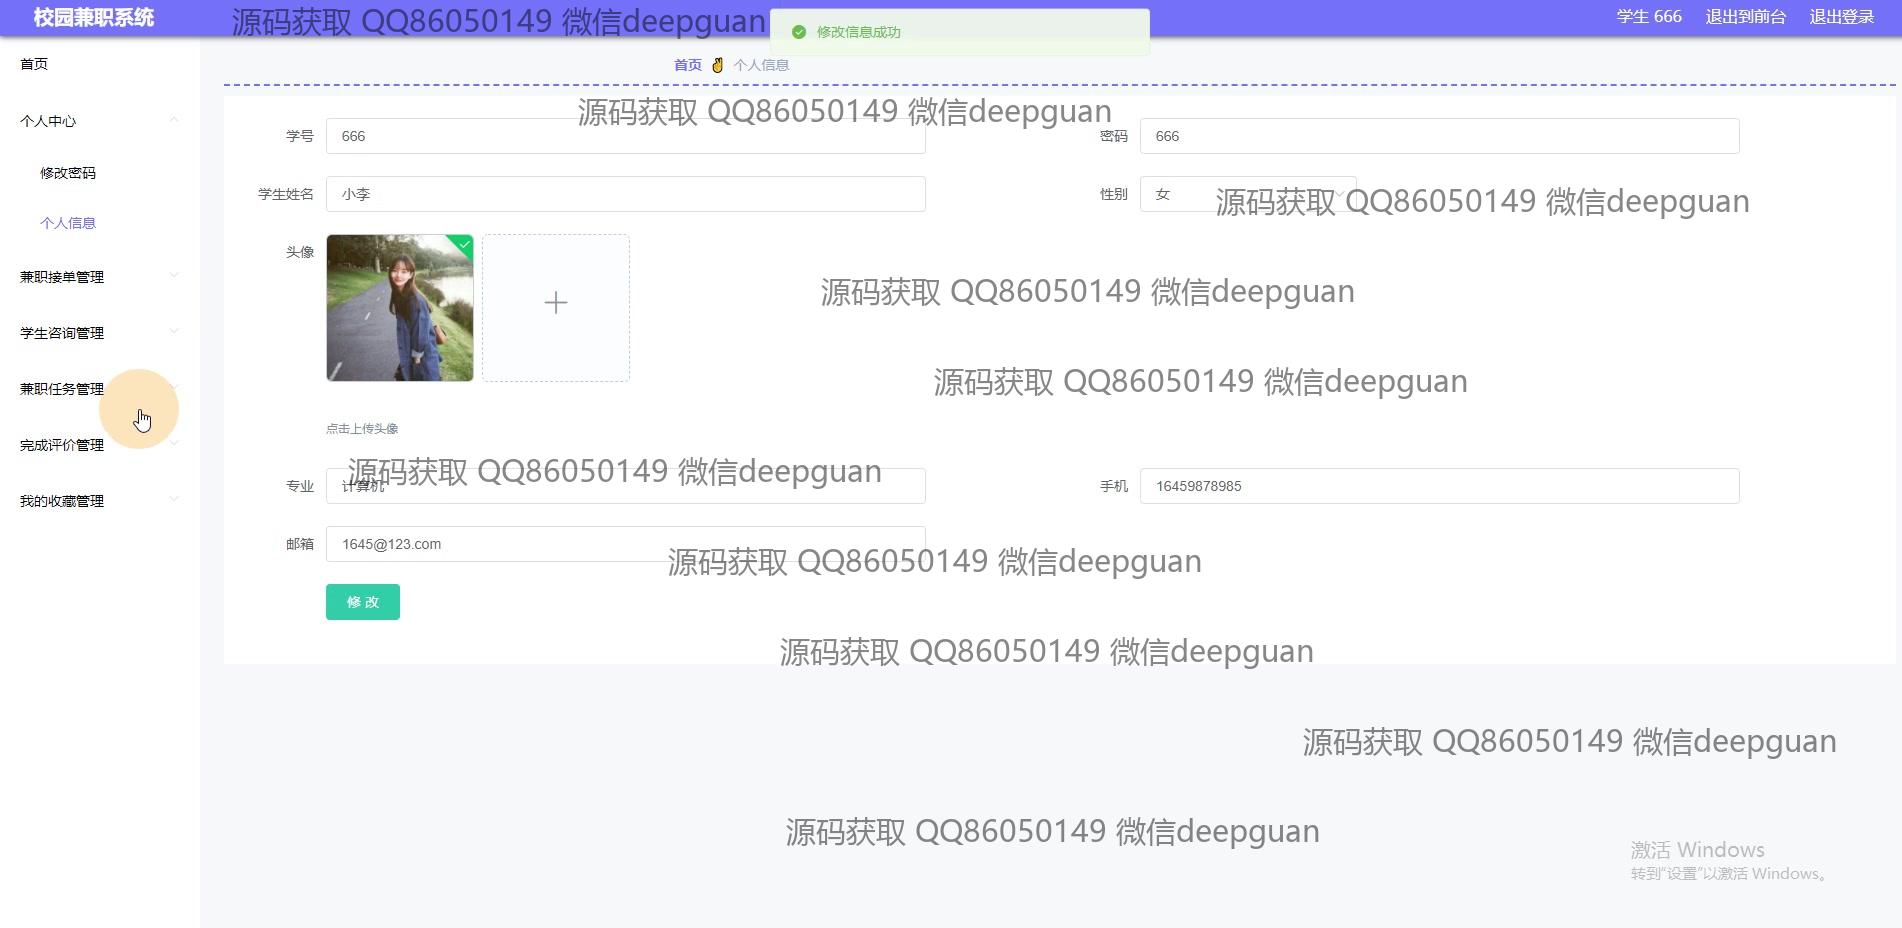 校园兼职系统
源码获取 QQ86050149 微信deepguan
修改信息成功
学生 666
退出到前台
退出登录
首页
首页
个人信息
个人中心
修改密码
个人信息
兼职接单管理
学生咨询管理
兼职任务管理
完成评价管理
我的收藏管理
源码获取 QQ86050149 微信deepguan
学号
666
密码
666
学生姓名
小李
性别
女
源码获取 QQ86050149 微信deepguan
头像
源码获取 QQ86050149 微信deepguan
源码获取 QQ86050149 微信deepguan
点击上传头像
源码获取 QQ86050149 微信deepguan
专业
计算机
手机
16459878985
邮箱
1645@123.com
源码获取 QQ86050149 微信deepguan
修 改
源码获取 QQ86050149 微信deepguan
源码获取 QQ86050149 微信deepguan
源码获取 QQ86050149 微信deepguan
激活 Windows
转到“设置”以激活 Windows。